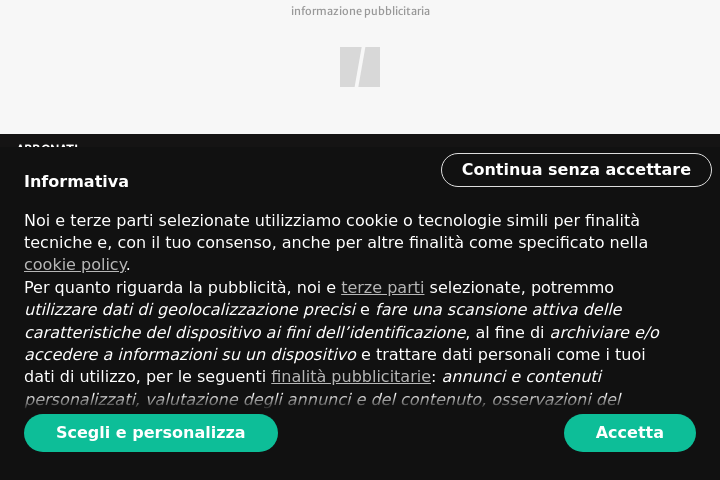 informazione pubblicitaria
Continua senza accettare
Informativa
Noi e terze parti selezionate utilizziamo cookie o tecnologie simili per finalità
tecniche e, con il tuo consenso, anche per altre finalità come specificato nella
cookie policy.
Per quanto riguarda la pubblicità, noi e terze parti selezionate, potremmo
utilizzare dati di geolocalizzazione precisi e fare una scansione attiva delle
caratteristiche del dispositivo ai fini dell’identificazione, al fine di archiviare e/o
accedere a informazioni su un dispositivo e trattare dati personali come i tuoi
dati di utilizzo, per le seguenti finalità pubblicitarie: annunci e contenuti
personalizzati, valutazione degli annunci e del contenuto, osservazioni del
Scegli e personalizza
Accetta